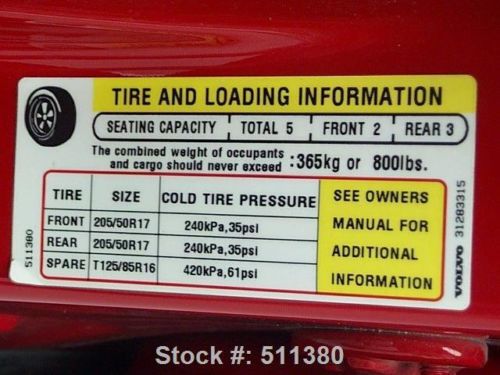 TIRE AND LOADING INFORMATION
SEATING CAPACITY TOTAL 5 FRONT 2 REAR 3
The combined weight of occupants
and cargo should never exceed :365kg or 800lbs.
TIRE SIZE COLD TIRE PRESSURE
FRONT 205/50R17 240kPa,35psi
REAR 205/50R17 240kPa,35psi
SPARE T125/85R16 420kPa,61psi
SEE OWNERS
MANUAL FOR
ADDITIONAL
INFORMATION
511380
VOLVO 31283315
Stock #: 511380